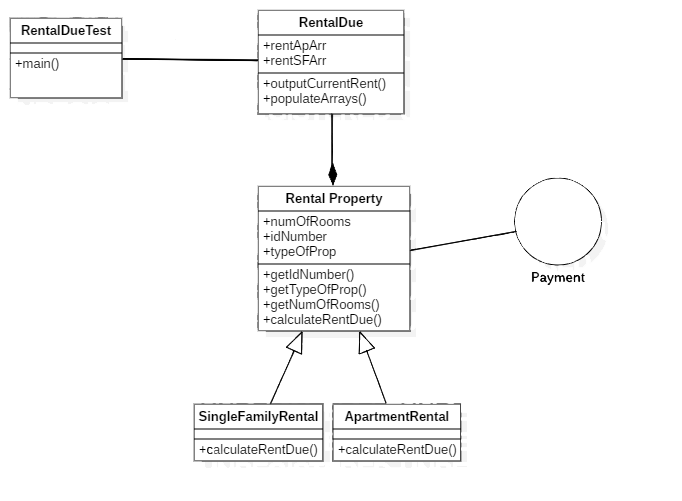 RentalDueTest
+main()
RentalDue
+rentApArr
+rentSFArr
+outputCurrentRent()
+populateArrays()
Rental Property
+numOfRooms
+idNumber
+typeOfProp
+getIdNumber()
+getTypeOfProp()
+getNumOfRooms()
+calculateRentDue()
Payment
SingleFamilyRental
+calculateRentDue()
ApartmentRental
+calculateRentDue()